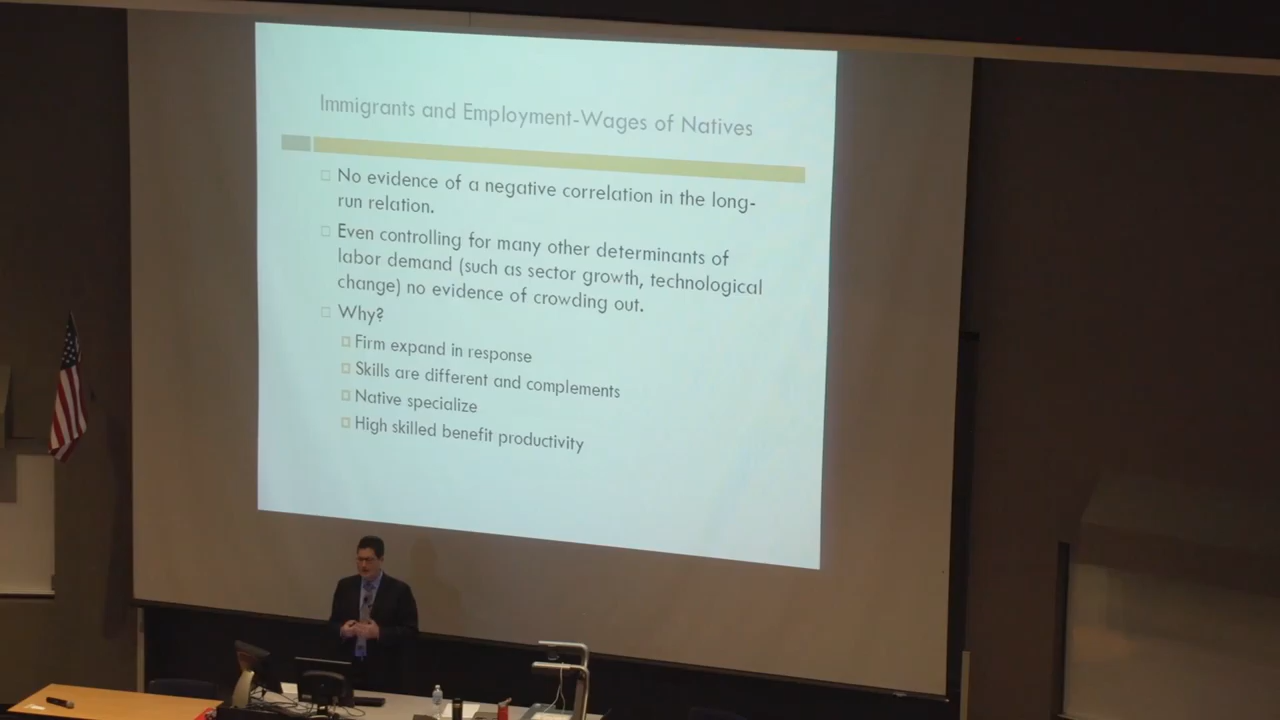 Immigrants and Employment-Wages of Natives
No evidence of a negative correlation in the long-
run relation.
Even controlling for many other determinants of
labor demand (such as sector growth, technological
change) no evidence of crowding out.
Why?
Firm expand in response
Skills are different and complements
Native specialize
High skilled benefit productivity